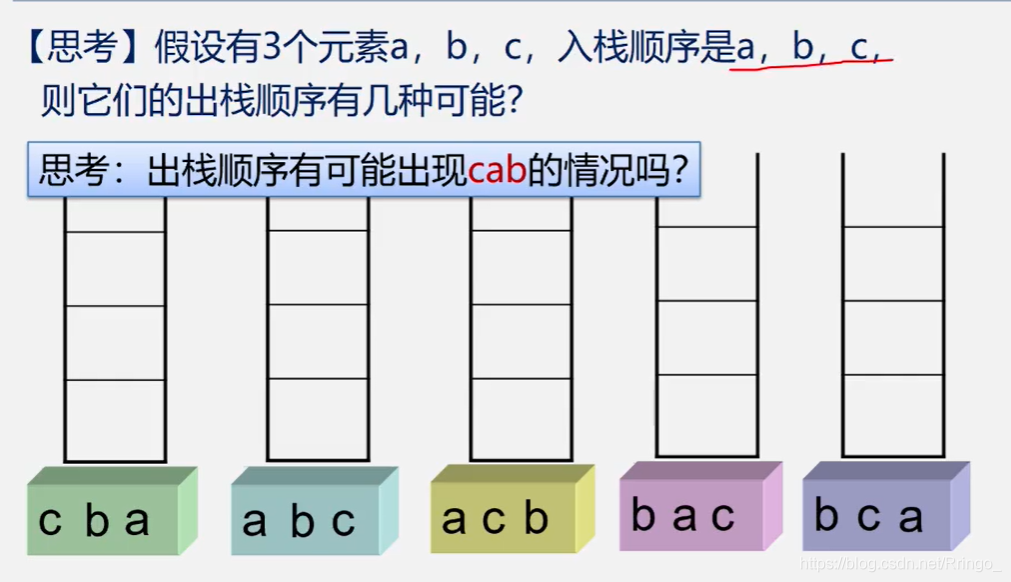 【思考】假设有3个元素a，b，c，入栈顺序是a，b，c，
则它们的出栈顺序有几种可能？
思考：出栈顺序有可能出现cab的情况吗？
c b a
a b c
a c b
b a c
b c a
https://blog.csdn.net/Rringo_